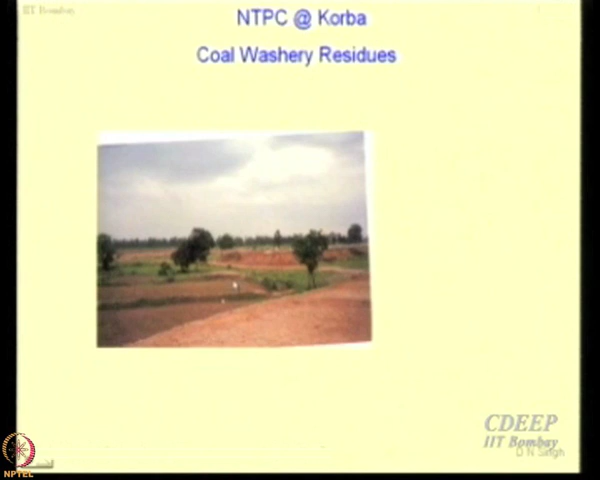 IIT Bombay
NTPC @ Korba
Coal Washery Residues
CDEEP
IIT Bombay
D N Singh
NPTEL